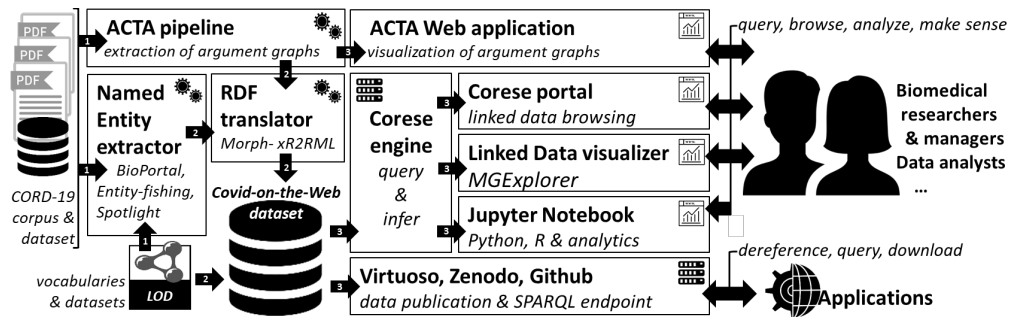 PDF
PDF
PDF
CORD-19
corpus &
dataset
1
ACTA pipeline
extraction of argument graphs
3
ACTA Web application
visualization of argument graphs
2
1
Named
Entity
extractor
BioPortal,
Entity-fishing,
Spotlight
2
RDF
translator
Morph- xR2RML
2
1
vocabularies
& datasets
LOD
2
Covid-on-the-Web
dataset
3
3
Corese
engine
query
&
infer
3
Corese portal
linked data browsing
3
Linked Data visualizer
MGExplorer
3
Jupyter Notebook
Python, R & analytics
Virtuoso, Zenodo, Github
data publication & SPARQL endpoint
query, browse, analyze, make sense
Biomedical
researchers
& managers
Data analysts
...
dereference, query, download
Applications